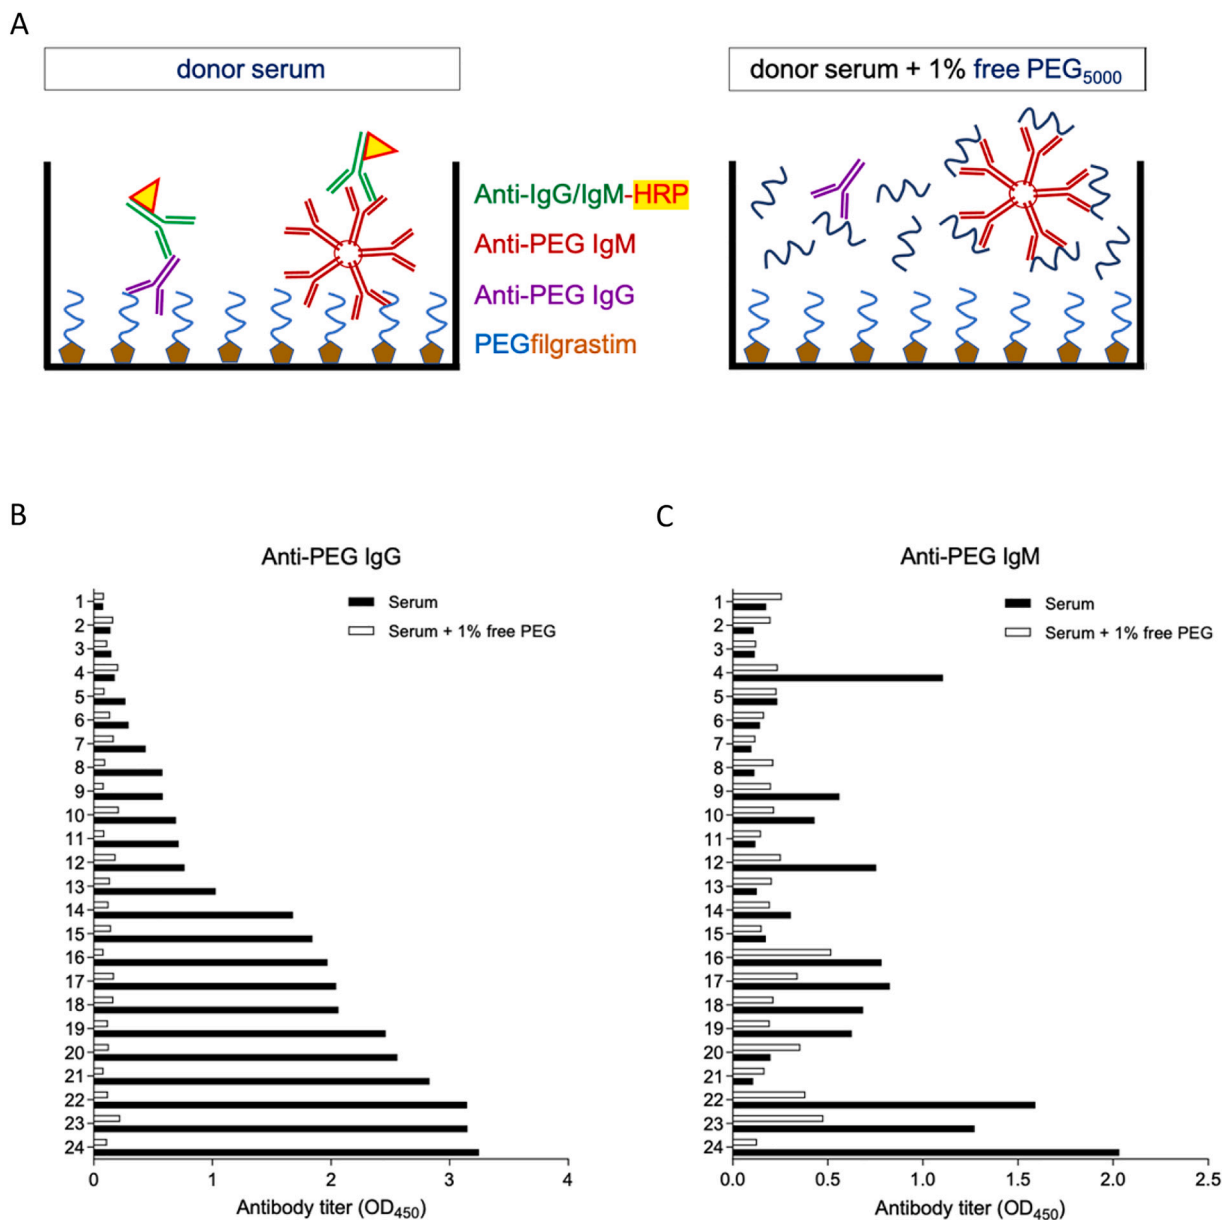 A
donor serum
donor serum + 1% free PEG5000
Anti-IgG/IgM-HRP
Anti-PEG IgM
Anti-PEG IgG
PEGfilgrastim
B
C
Anti-PEG IgG
Serum
Serum + 1% free PEG
1
2
3
4
5
6
7
8
9
10
11
12
13
14
15
16
17
18
19
20
21
22
23
24
0 1 2 3 4
Antibody titer (OD450)
Anti-PEG IgM
Serum
Serum + 1% free PEG
1
2
3
4
5
6
7
8
9
10
11
12
13
14
15
16
17
18
19
20
21
22
23
24
0.0 0.5 1.0 1.5 2.0 2.5
Antibody titer (OD450)